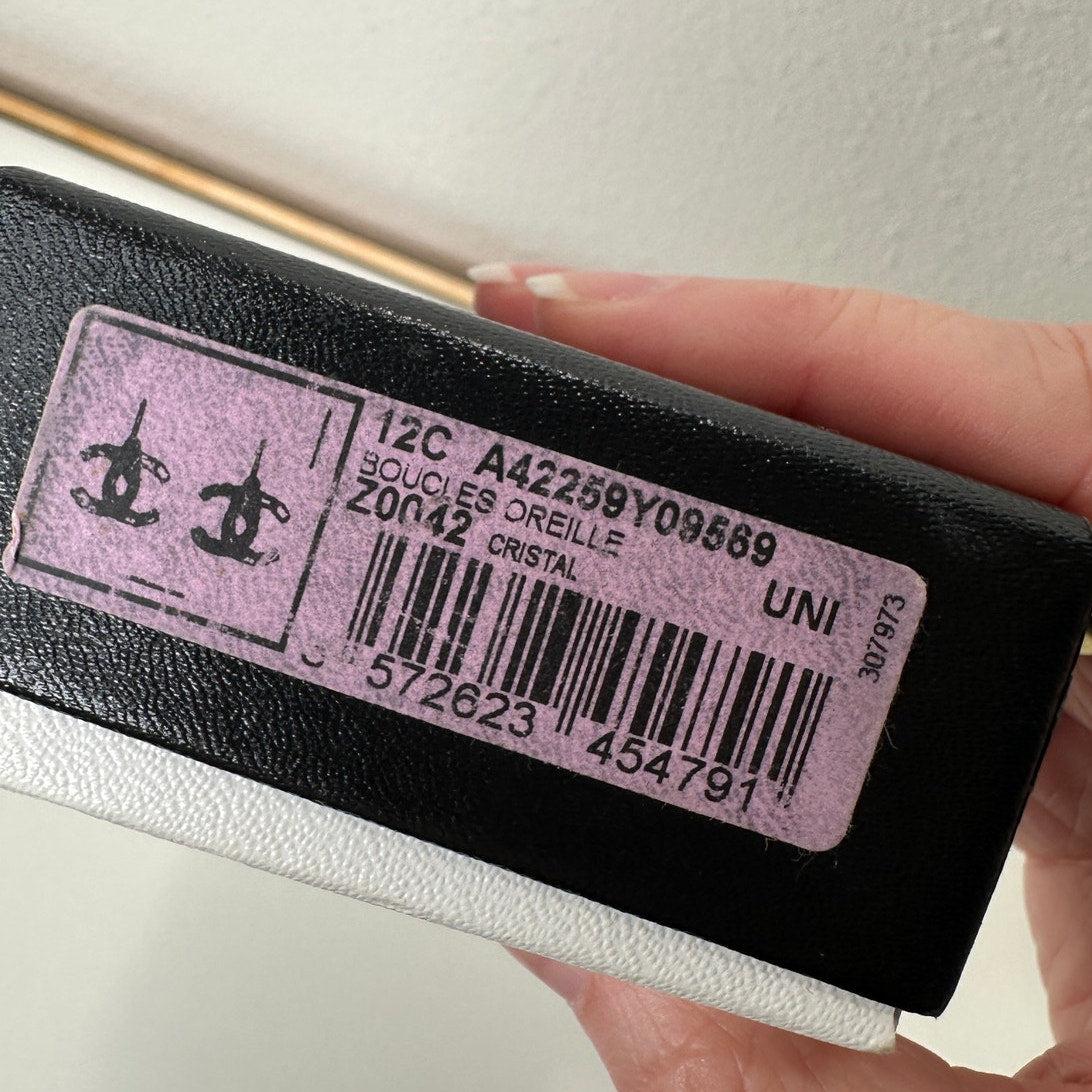 12C A42259Y09569
BOUCLES OREILLE
Z0042 CRISTAL
UNI
307973
572623 454791